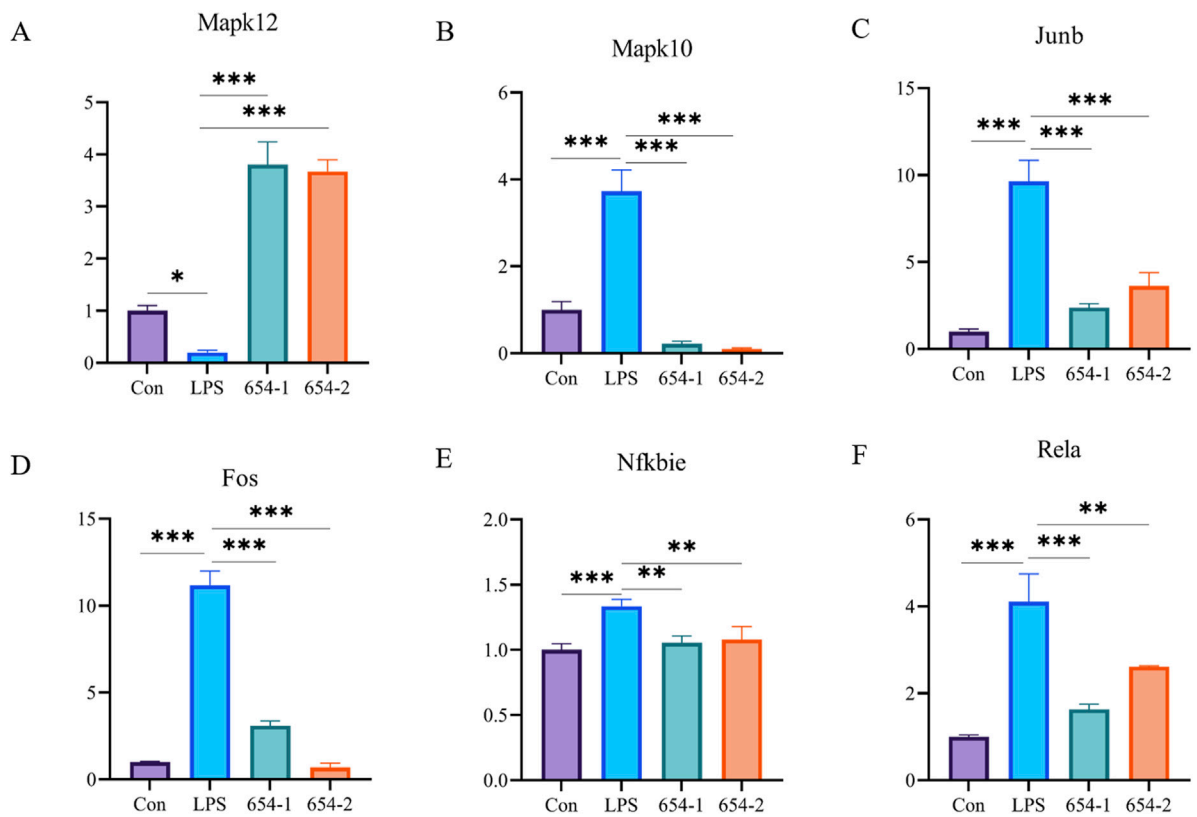 A
Mapk12
***
***
*
5
4
3
2
1
0
Con LPS 654-1 654-2
B
Mapk10
***
***
***
6
4
2
0
Con LPS 654-1 654-2
C
Junb
***
***
***
15
10
5
0
Con LPS 654-1 654-2
D
Fos
***
***
***
15
10
5
0
Con LPS 654-1 654-2
E
Nfkbie
**
***
**
2.0
1.5
1.0
0.5
0.0
Con LPS 654-1 654-2
F
Rela
**
***
***
6
4
2
0
Con LPS 654-1 654-2